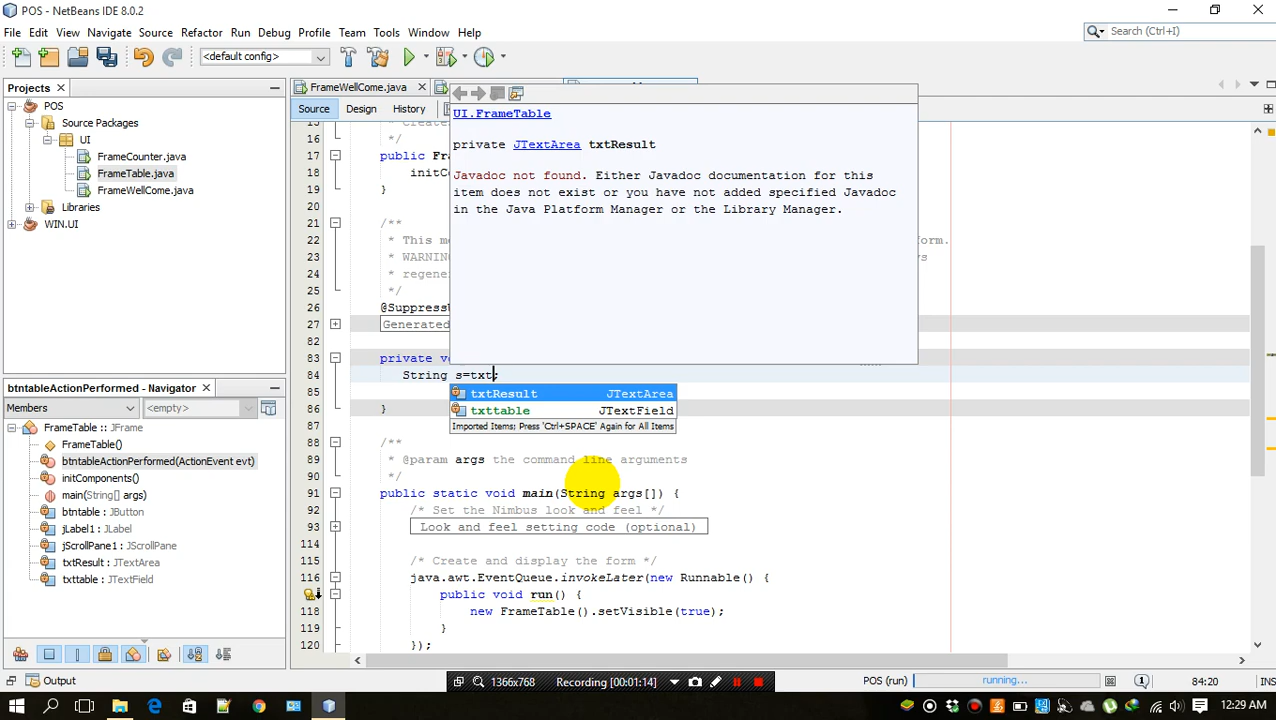 POS - NetBeans IDE 8.0.2
File Edit View Navigate Source Refactor Run Debug Profile Team Tools Window Help
Search (Ctrl+I)
<default config>
Projects
POS
Source Packages
UI
FrameCounter.java
FrameTable.java
FrameWellCome.java
Libraries
WIN.UI
btntableActionPerformed - Navigator
Members
<empty>
FrameTable :: JFrame
FrameTable()
btntableActionPerformed(ActionEvent evt)
initComponents()
main(String[] args)
btntable : JButton
jLabel1 : JLabel
jScrollPane1 : JScrollPane
txtResult : JTextArea
txttable : JTextField
FrameWellCome.java
Source Design History
UI.FrameTable
private JTextArea txtResult
Javadoc not found. Either Javadoc documentation for this
item does not exist or you have not added specified Javadoc
in the Java Platform Manager or the Library Manager.
15
16 */
17 public Fr
18 initC
19 }
21 /**
22 * This me form.
23 * WARNIN ys
24 * regene
25 */
26 @Suppress
27 Generated
82
83 private v
84 String s=txt;
85
86 }
87
txtResult JTextArea
txttable JTextField
Imported Items; Press 'Ctrl+SPACE' Again for All Items
88 /**
89 * @param args the command line arguments
90 */
91 public static void main(String args[]) {
92 /* Set the Nimbus look and feel */
93 Look and feel setting code (optional)
114
115 /* Create and display the form */
116 java.awt.EventQueue.invokeLater(new Runnable() {
public void run() {
118 new FrameTable().setVisible(true);
119 }
120 });
Output
1366x768
Recording [00:01:14]
POS (run)
running...
1
84:20
INS
12:29 AM